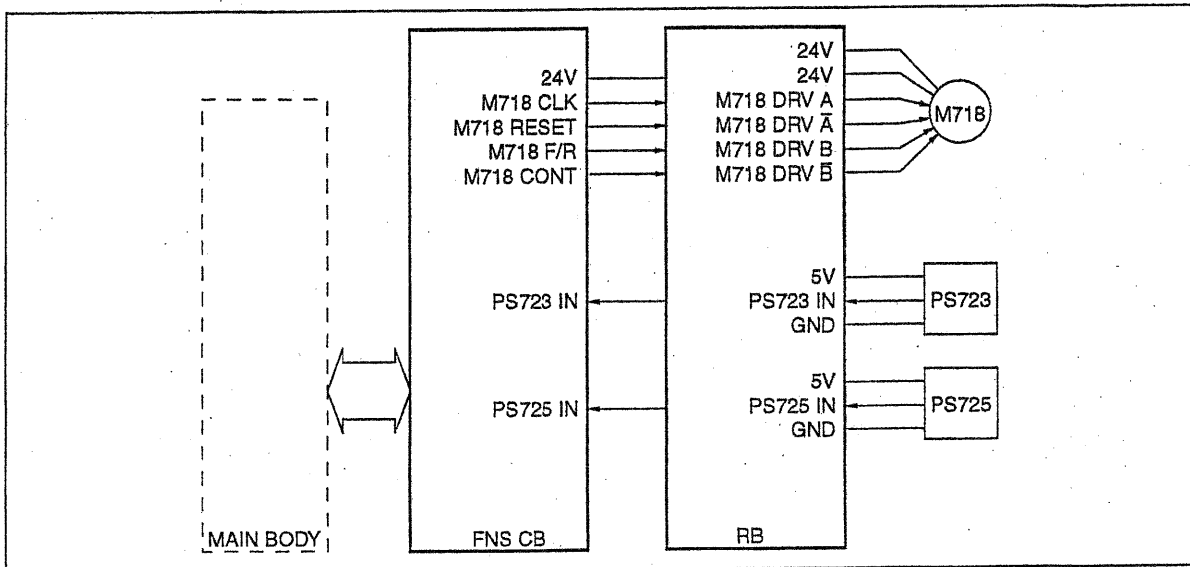 MAIN BODY
24V
M718 CLK
M718 RESET
M718 F/R
M718 CONT
PS723 IN
PS725 IN
FNS CB
24V
24V
M718 DRV A
M718 DRV A̅
M718 DRV B
M718 DRV B̅
5V
PS723 IN
GND
5V
PS725 IN
GND
RB
M718
PS723
PS725